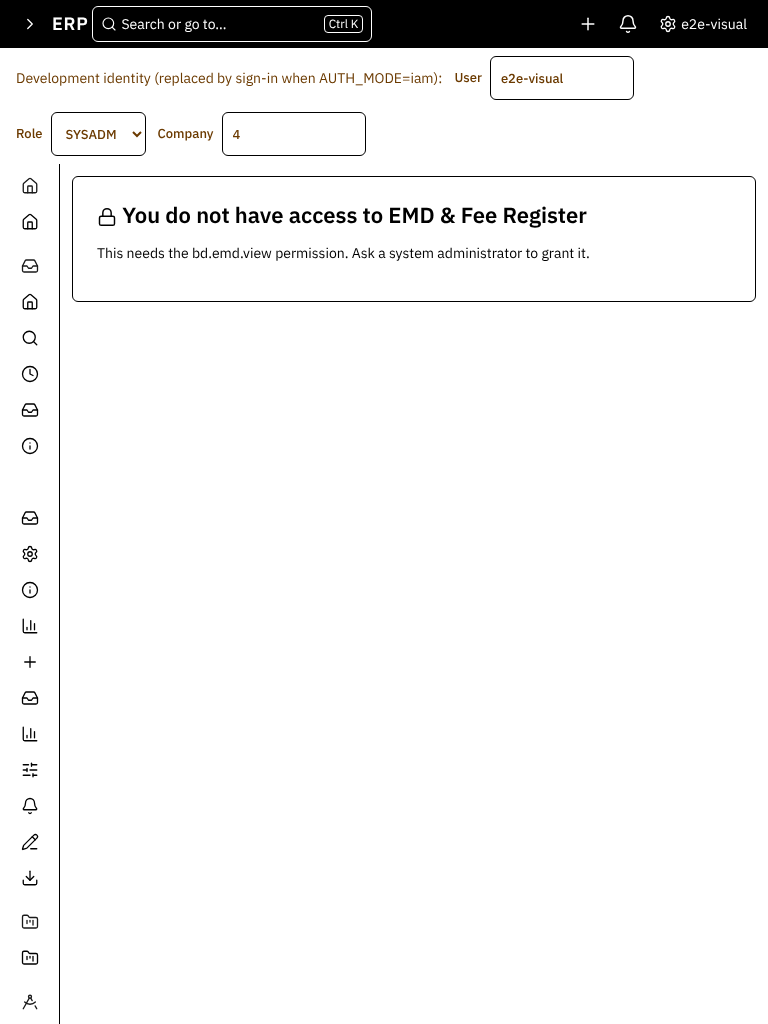 ERP Search or go to... Ctrl K e2e-visual
Development identity (replaced by sign-in when AUTH_MODE=iam): User e2e-visual
Role SYSADM Company 4
You do not have access to EMD & Fee Register
This needs the bd.emd.view permission. Ask a system administrator to grant it.